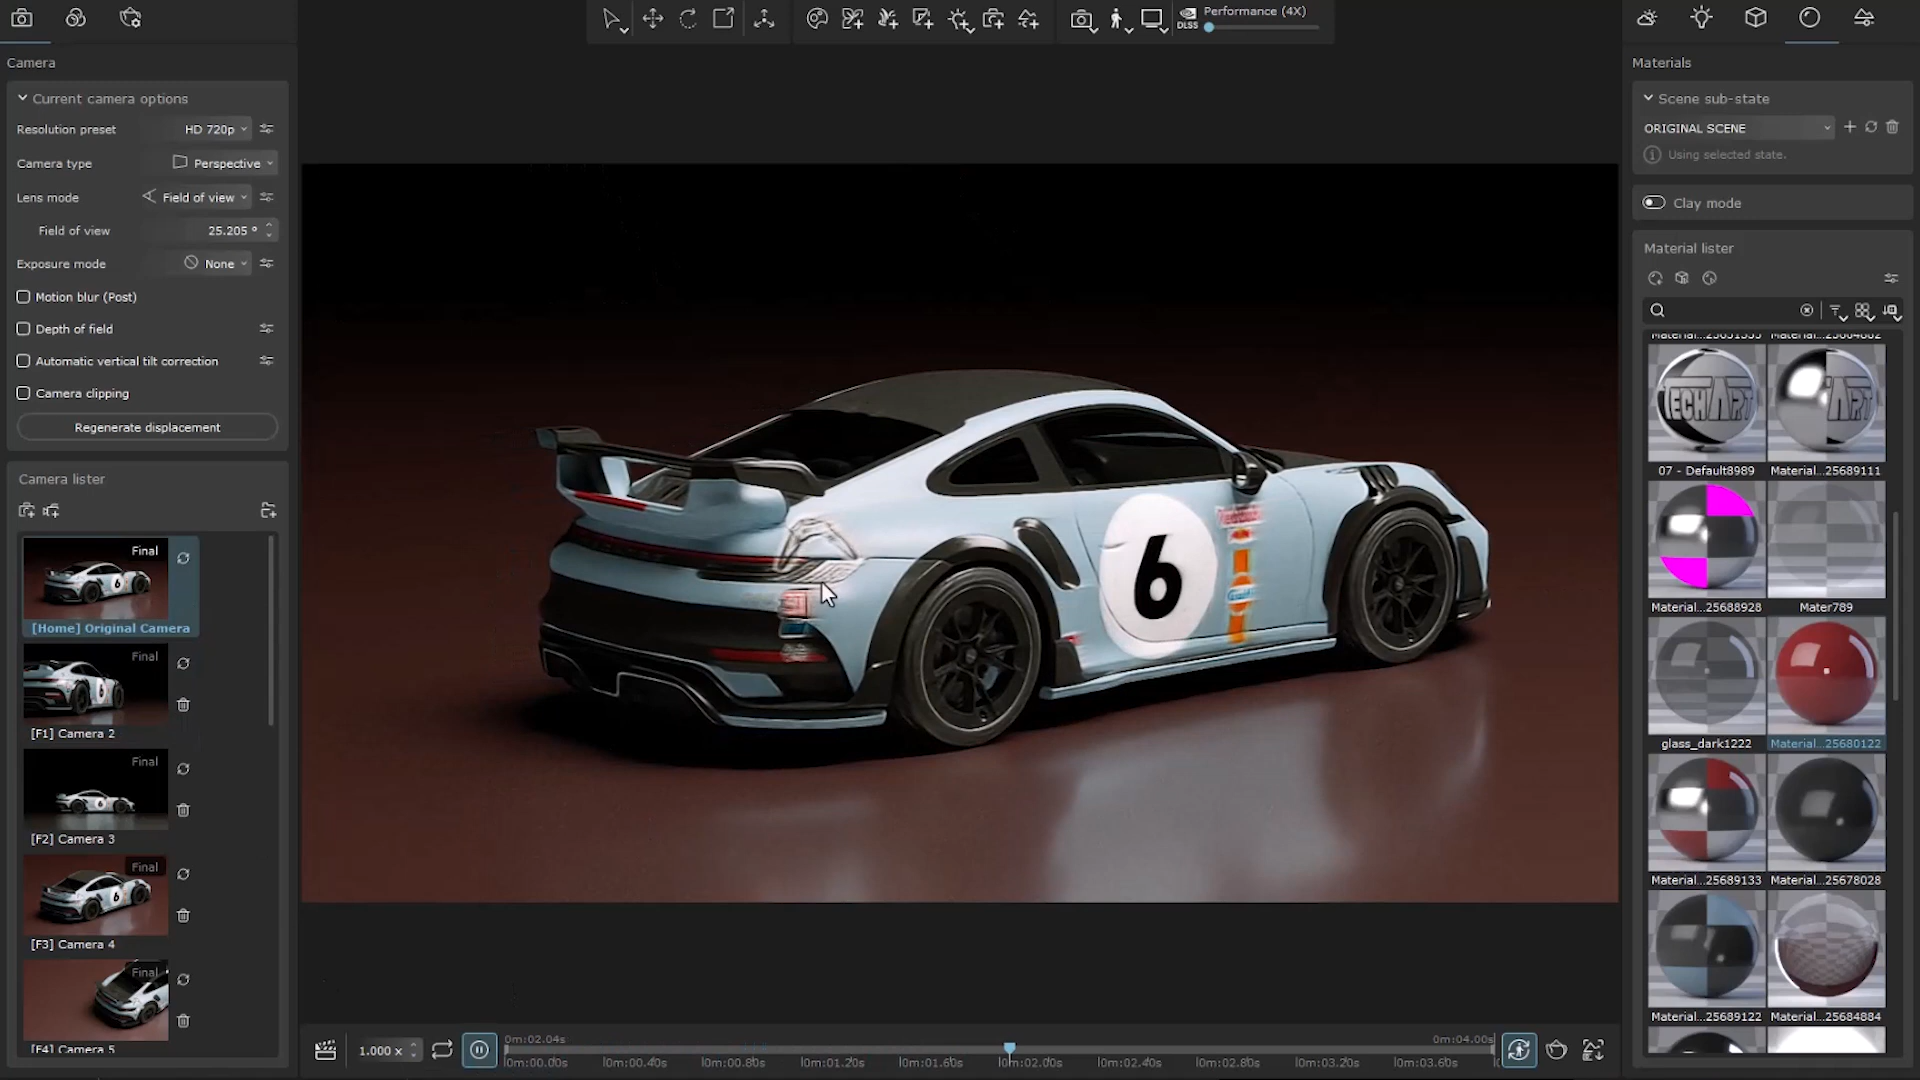 DLSS
Performance (4X)
Camera
Current camera options
Resolution preset
HD 720p
Camera type
Perspective
Lens mode
Field of view
Field of view
25.205 °
Exposure mode
None
Motion blur (Post)
Depth of field
Automatic vertical tilt correction
Camera clipping
Regenerate displacement
Camera lister
Final
[Home] Original Camera
Final
[F1] Camera 2
Final
[F2] Camera 3
Final
[F3] Camera 4
Final
[F4] Camera 5
6
Gulf
1.000 x
0m:02.04s
0m:04.00s
0m:00.00s
0m:00.40s
0m:00.80s
0m:01.20s
0m:01.60s
0m:02.00s
0m:02.40s
0m:02.80s
0m:03.20s
0m:03.60s
Materials
Scene sub-state
ORIGINAL SCENE
Using selected state.
Clay mode
Material lister
TECHART
ART
07 - Default8989
Material...25689111
Material...25688928
Mater789
glass_dark1222
Material...25680122
Material...25689133
Material...25678028
Material...25689122
Material...25684884